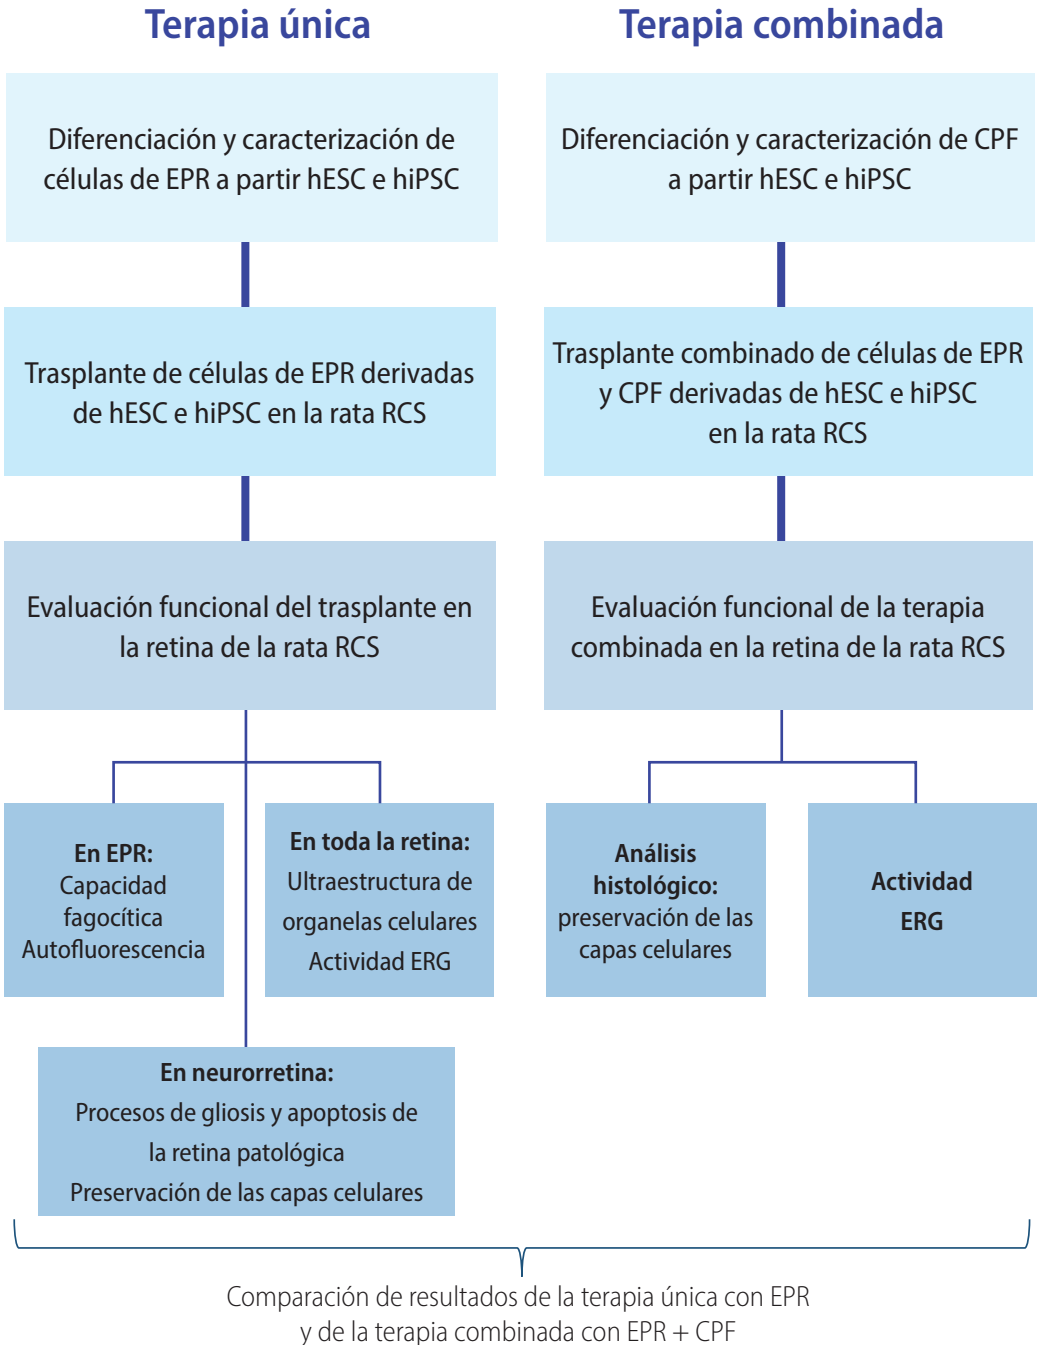 Terapia única
Terapia combinada
Diferenciación y caracterización de
células de EPR a partir hESC e hiPSC
Diferenciación y caracterización de CPF
a partir hESC e hiPSC
Trasplante de células de EPR derivadas
de hESC e hiPSC en la rata RCS
Trasplante combinado de células de EPR
y CPF derivadas de hESC e hiPSC
en la rata RCS
Evaluación funcional del trasplante en
la retina de la rata RCS
Evaluación funcional de la terapia
combinada en la retina de la rata RCS
En EPR:
Capacidad
fagocítica
Autofluorescencia
En toda la retina:
Ultraestructura de
organelas celulares
Actividad ERG
Análisis
histológico:
preservación de las
capas celulares
Actividad
ERG
En neurorretina:
Procesos de gliosis y apoptosis de
la retina patológica
Preservación de las capas celulares
Comparación de resultados de la terapia única con EPR
y de la terapia combinada con EPR + CPF